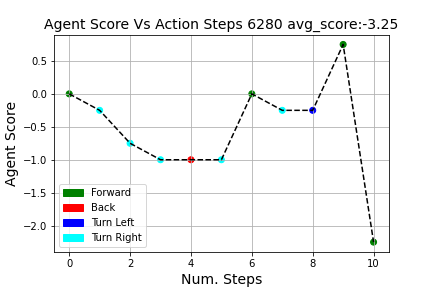 Agent Score Vs Action Steps 6280 avg_score:-3.25
Agent Score
0.5
0.0
−0.5
−1.0
−1.5
−2.0
Forward
Back
Turn Left
Turn Right
0 2 4 6 8 10
Num. Steps